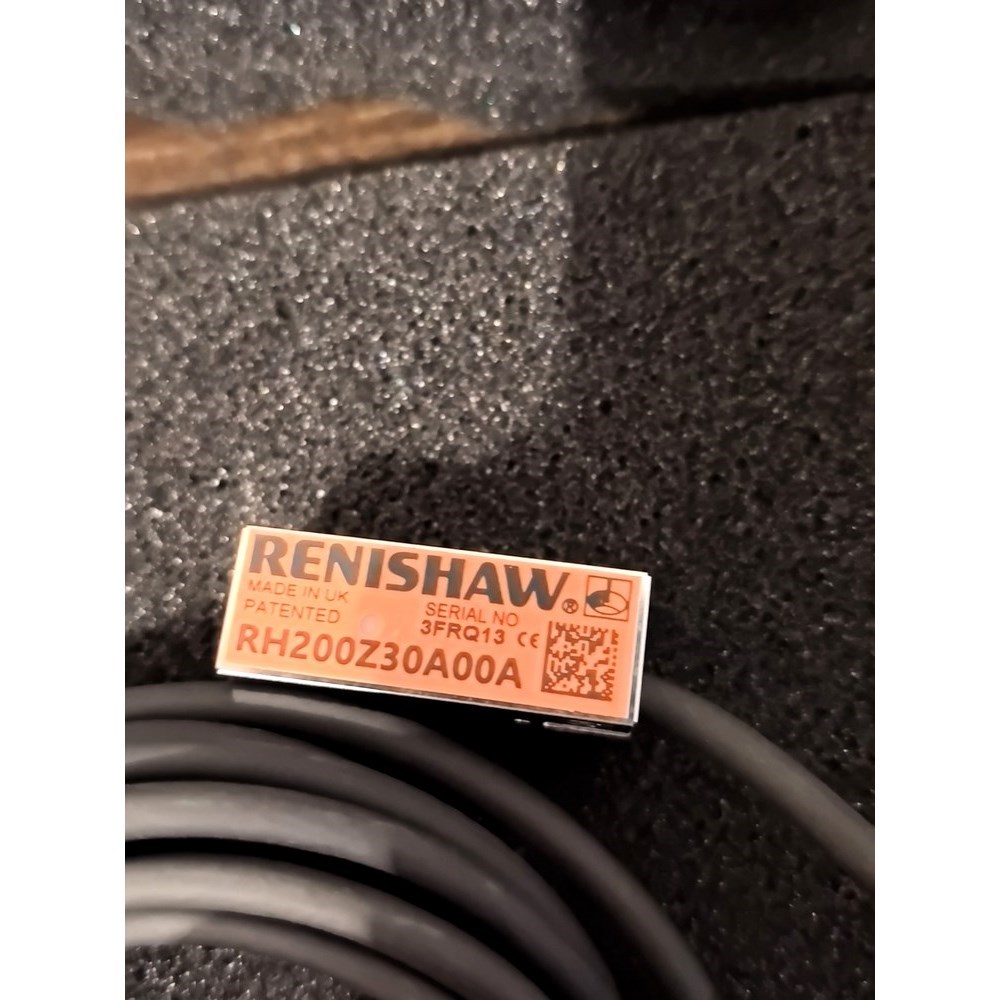 RENISHAW®
MADE IN UK
PATENTED
SERIAL NO
3FRQ13 CE
RH200Z30A00A